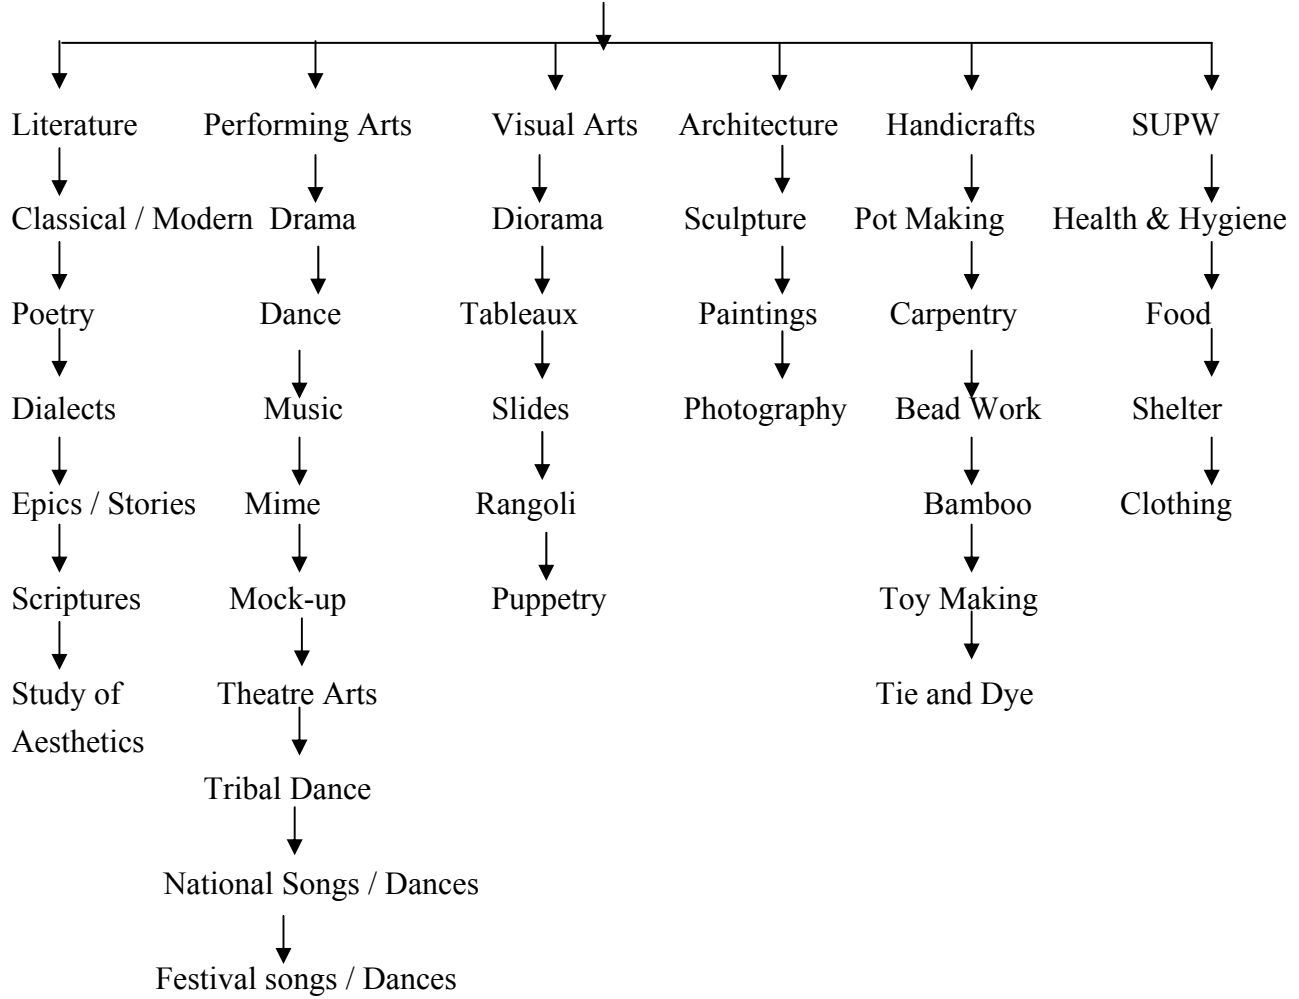 Literature Performing Arts Visual Arts Architecture Handicrafts SUPW
Classical / Modern Drama Diorama Sculpture Pot Making Health & Hygiene
Poetry Dance Tableaux Paintings Carpentry Food
Dialects Music Slides Photography Bead Work Shelter
Epics / Stories Mime Rangoli Bamboo Clothing
Scriptures Mock-up Puppetry Toy Making
Study of Theatre Arts Tie and Dye
Aesthetics
Tribal Dance
National Songs / Dances
Festival songs / Dances